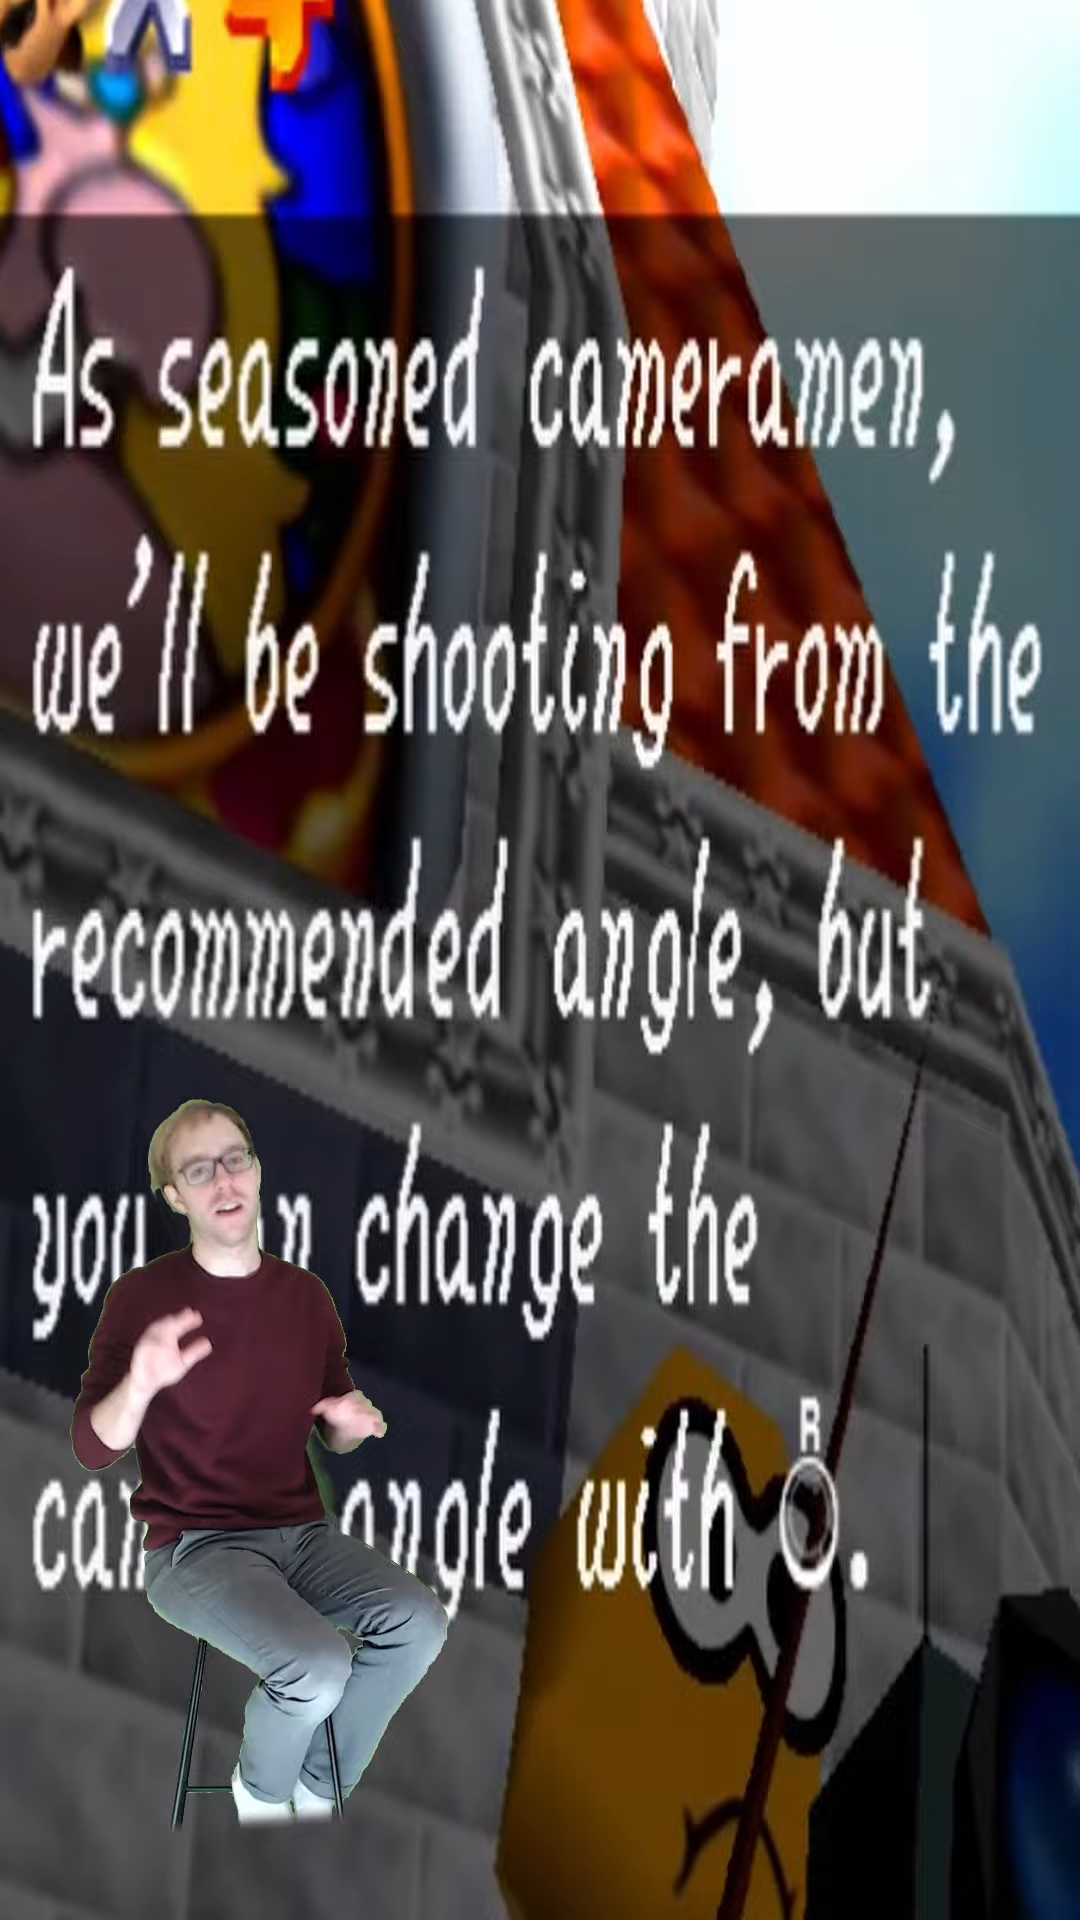 As seasoned cameramen,
we'll be shooting from the
recommended angle, but
you change the
angle with R.